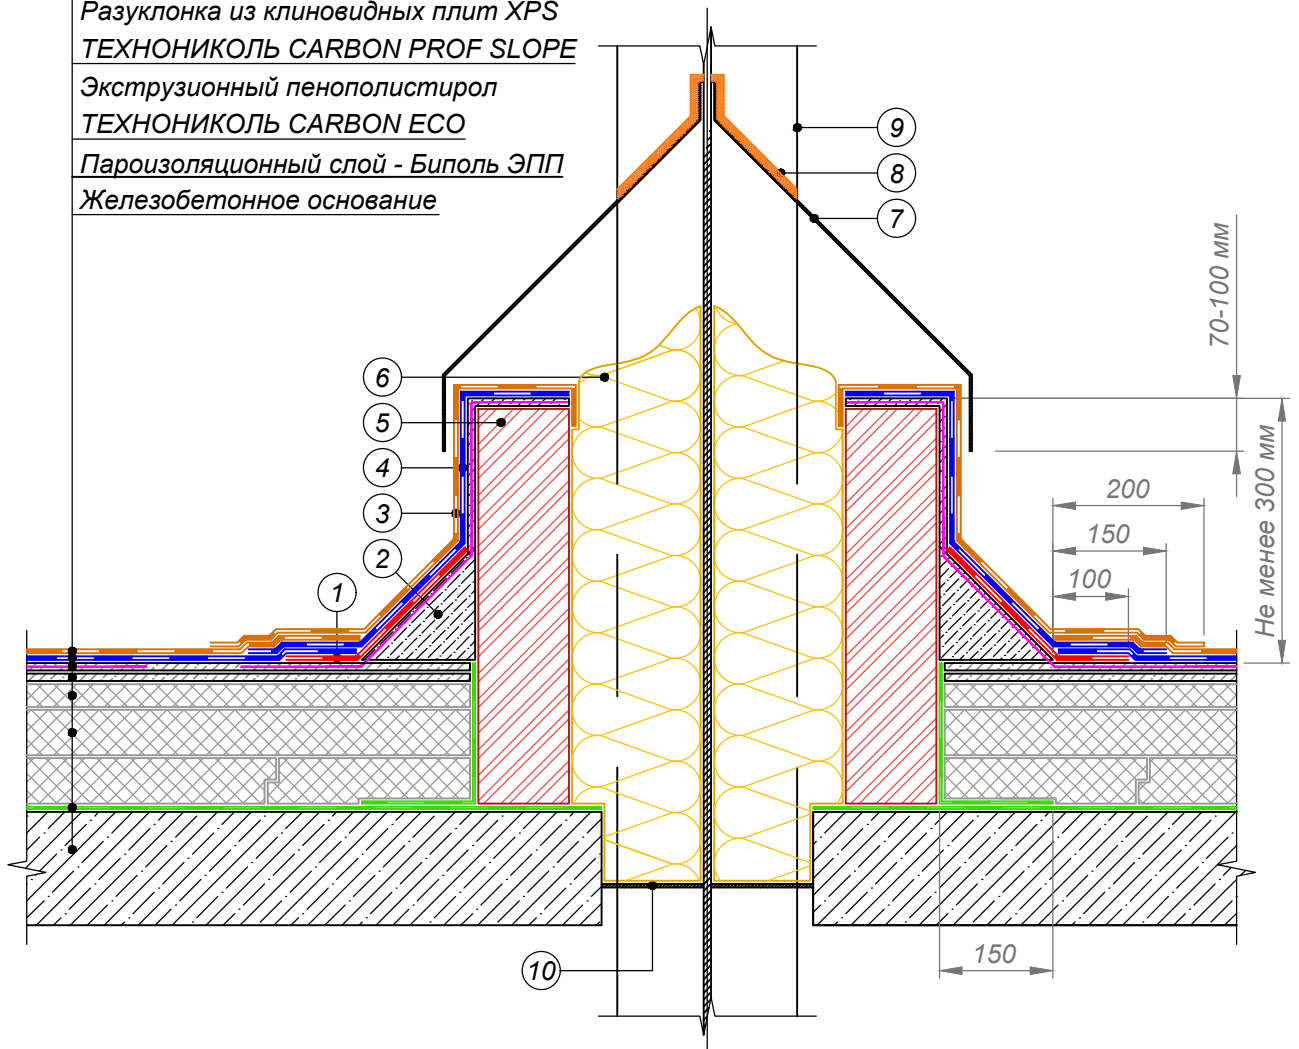 Разуклонка из клиновидных плит XPS
ТЕХНОНИКОЛЬ CARBON PROF SLOPE
Экструзионный пенополистирол
ТЕХНОНИКОЛЬ CARBON ECO
Пароизоляционный слой - Биполь ЭПП
Железобетонное основание
9
8
7
70-100 мм
6
5
4
3
2
1
Не менее 300 мм
200
150
100
150
10